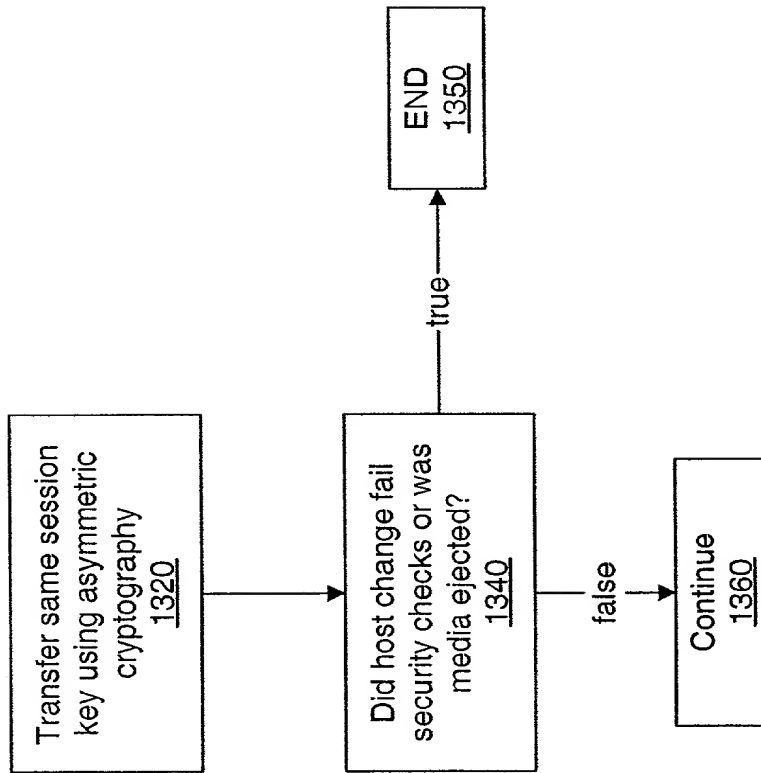 Transfer same session
key using asymmetric
cryptography
1320
Did host change fail
security checks or was
media ejected?
1340
true
END
1350
false
Continue
1360